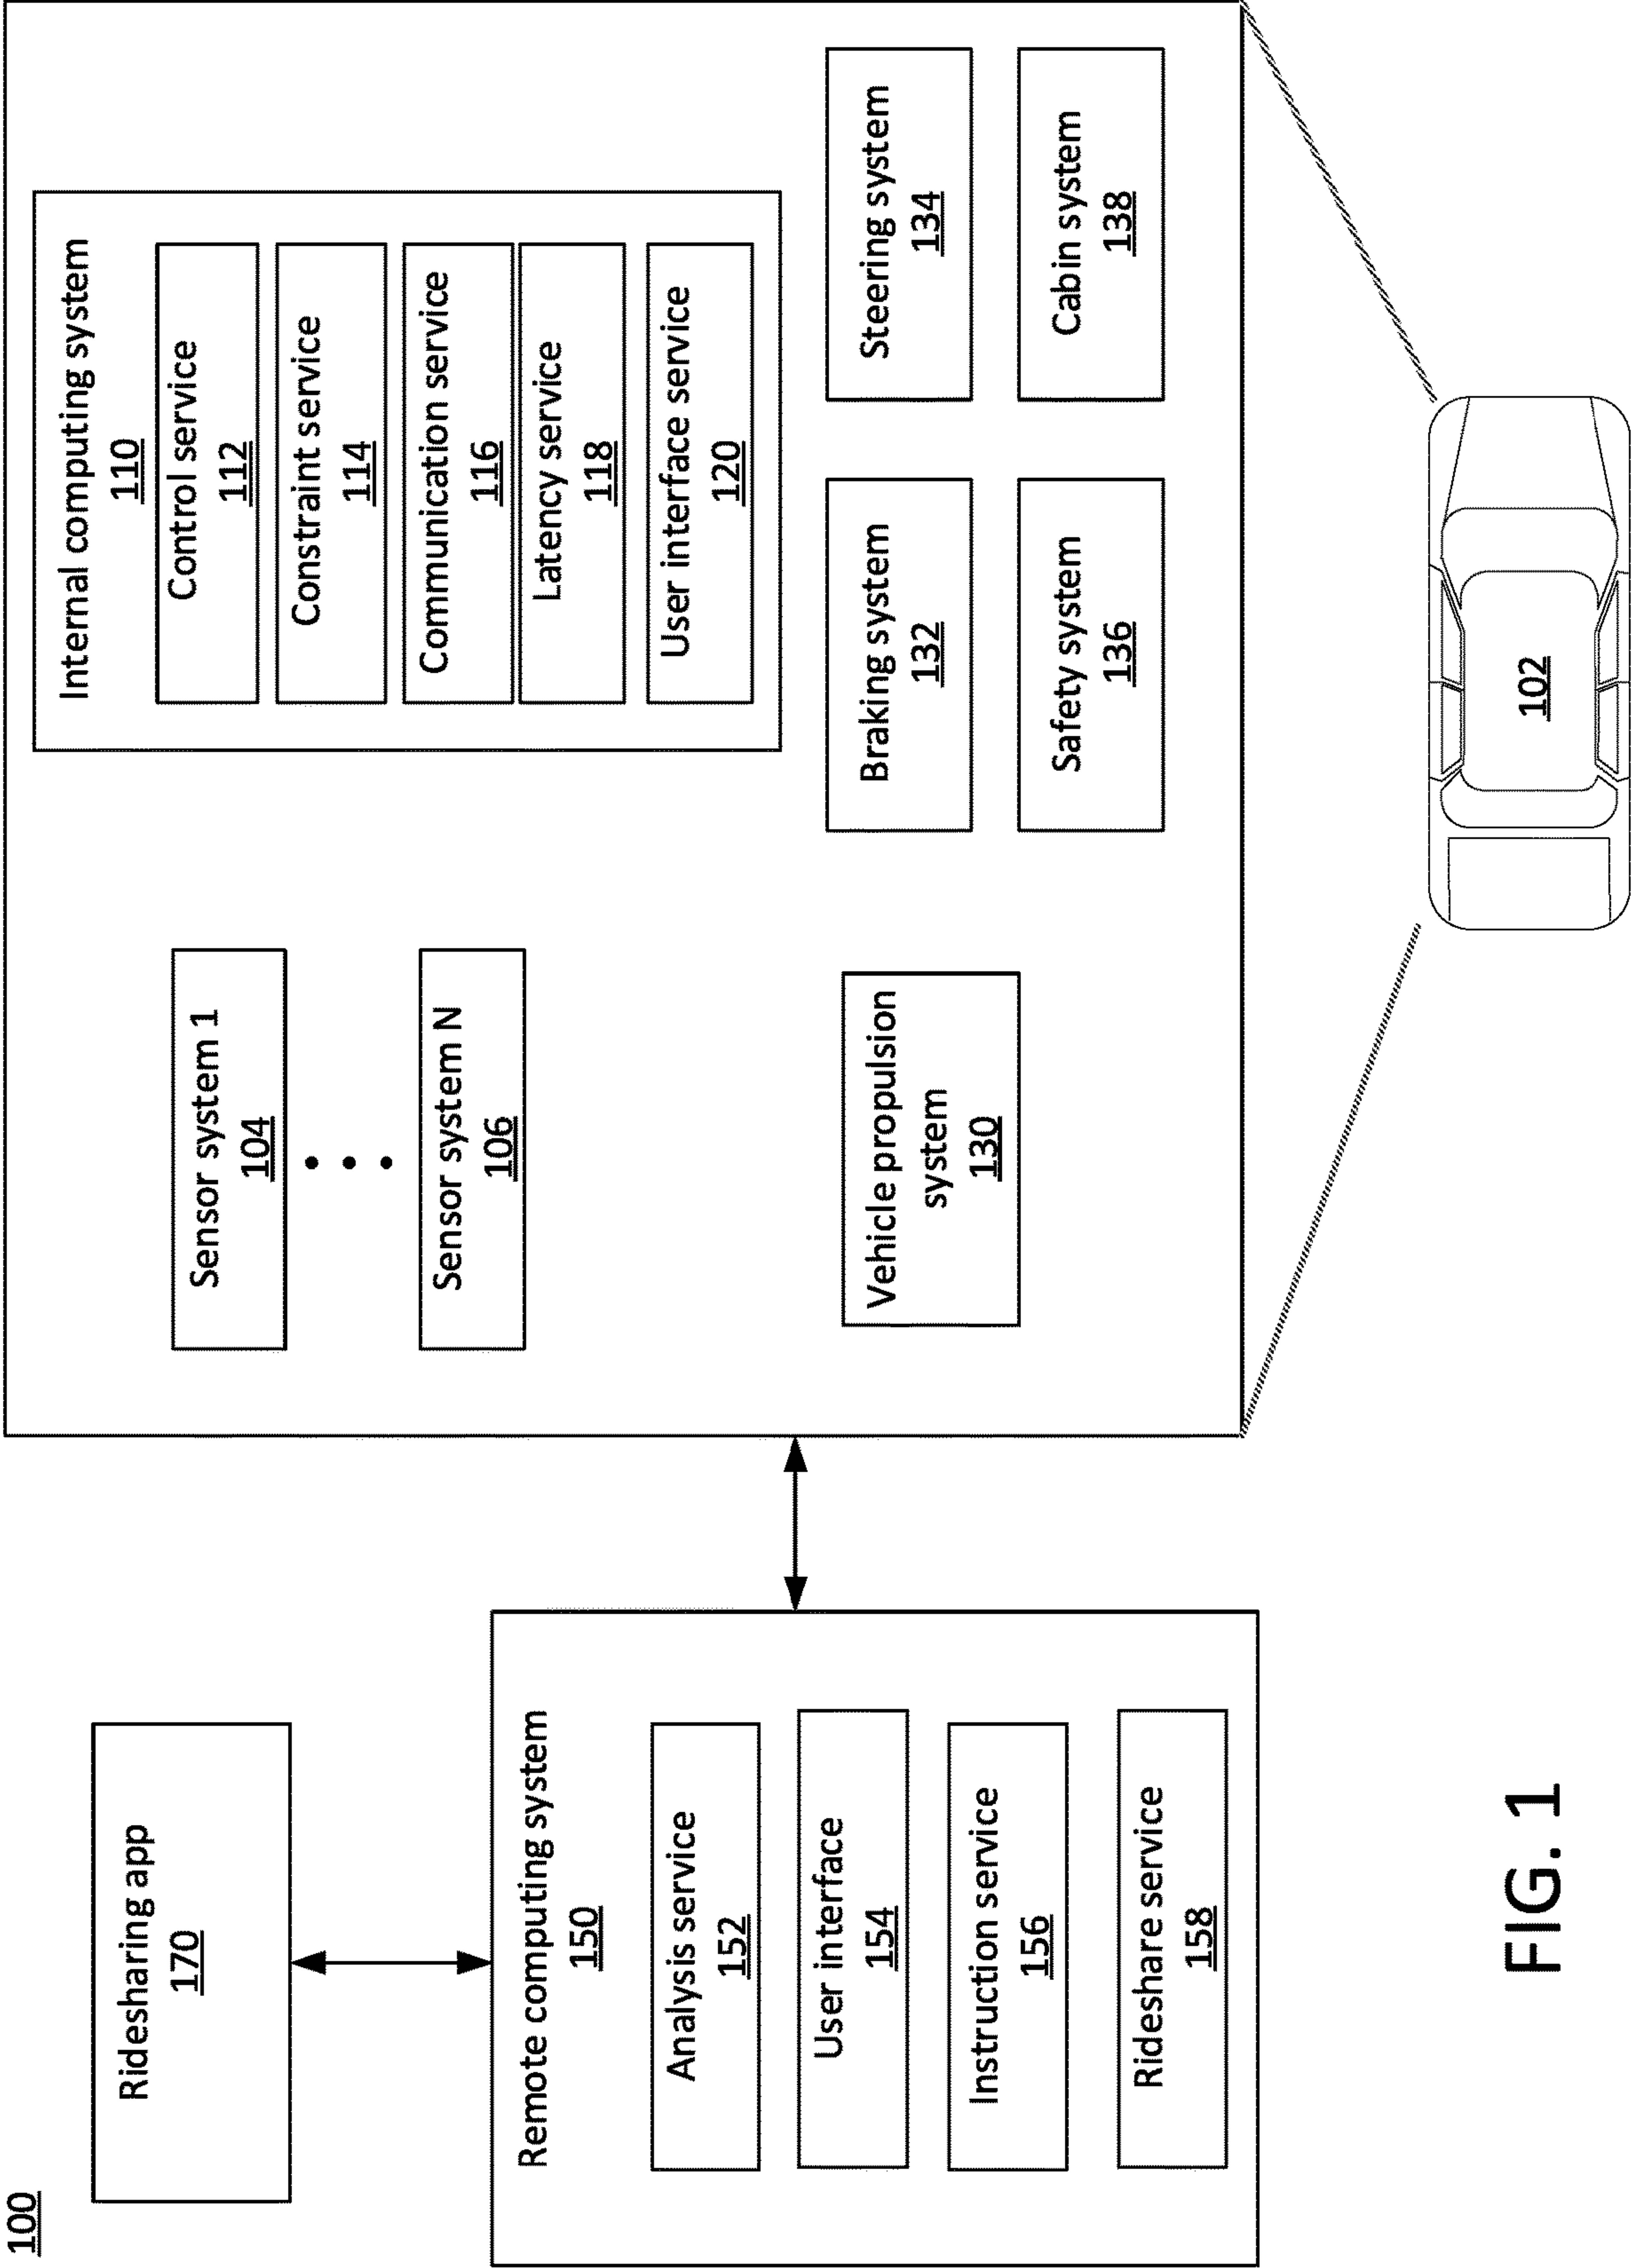 100
Ridesharing app
170
Remote computing system
150
Analysis service
152
User interface
154
Instruction service
156
Rideshare service
158
Sensor system 1
104
Sensor system N
106
Vehicle propulsion
system
130
Internal computing system
110
Control service
112
Constraint service
114
Communication service
116
Latency service
118
User interface service
120
Braking system
132
Steering system
134
Safety system
136
Cabin system
138
102
FIG. 1